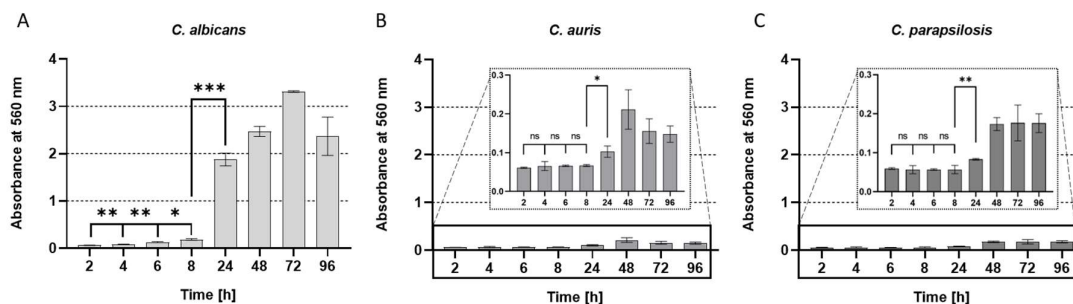 A
C. albicans
Absorbance at 560 nm
4
3
2
1
0
***
** ** *
2 4 6 8 24 48 72 96
Time [h]
B
C. auris
Absorbance at 560 nm
4
3
2
1
0
0.3
0.2
0.1
0.0
*
ns ns ns
2 4 6 8 24 48 72 96
2 4 6 8 24 48 72 96
Time [h]
C
C. parapsilosis
Absorbance at 560 nm
4
3
2
1
0
0.3
0.2
0.1
0.0
**
ns ns ns
2 4 6 8 24 48 72 96
2 4 6 8 24 48 72 96
Time [h]